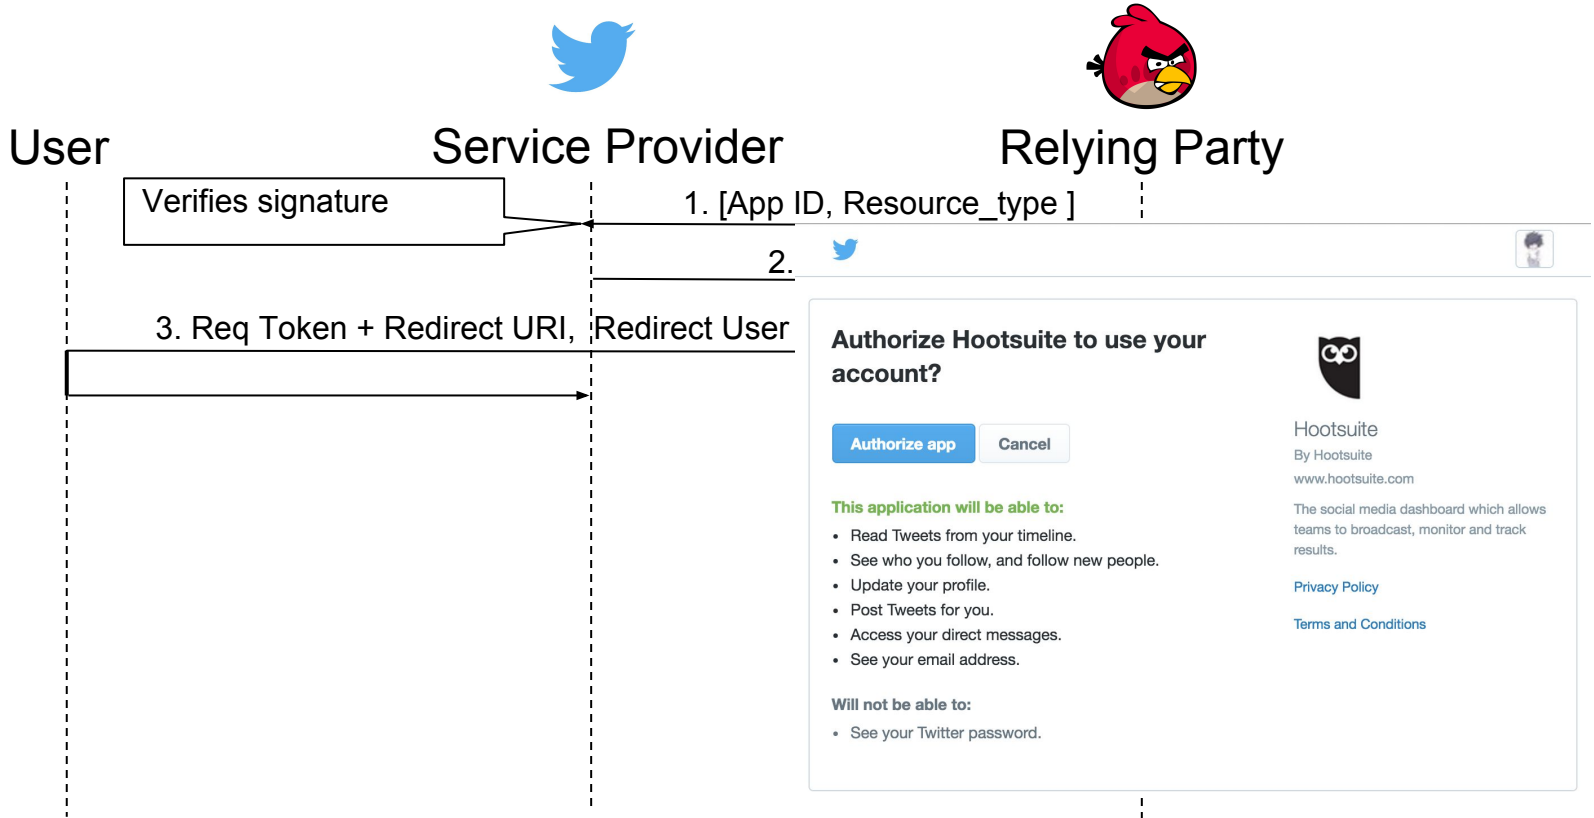 User
Service Provider
Relying Party
Verifies signature
1. [App ID, Resource_type ]
2.
3. Req Token + Redirect URI, Redirect User
Authorize Hootsuite to use your
account?
Authorize app
Cancel
This application will be able to:
• Read Tweets from your timeline.
• See who you follow, and follow new people.
• Update your profile.
• Post Tweets for you.
• Access your direct messages.
• See your email address.
Will not be able to:
• See your Twitter password.
Hootsuite
By Hootsuite
www.hootsuite.com
The social media dashboard which allows
teams to broadcast, monitor and track
results.
Privacy Policy
Terms and Conditions